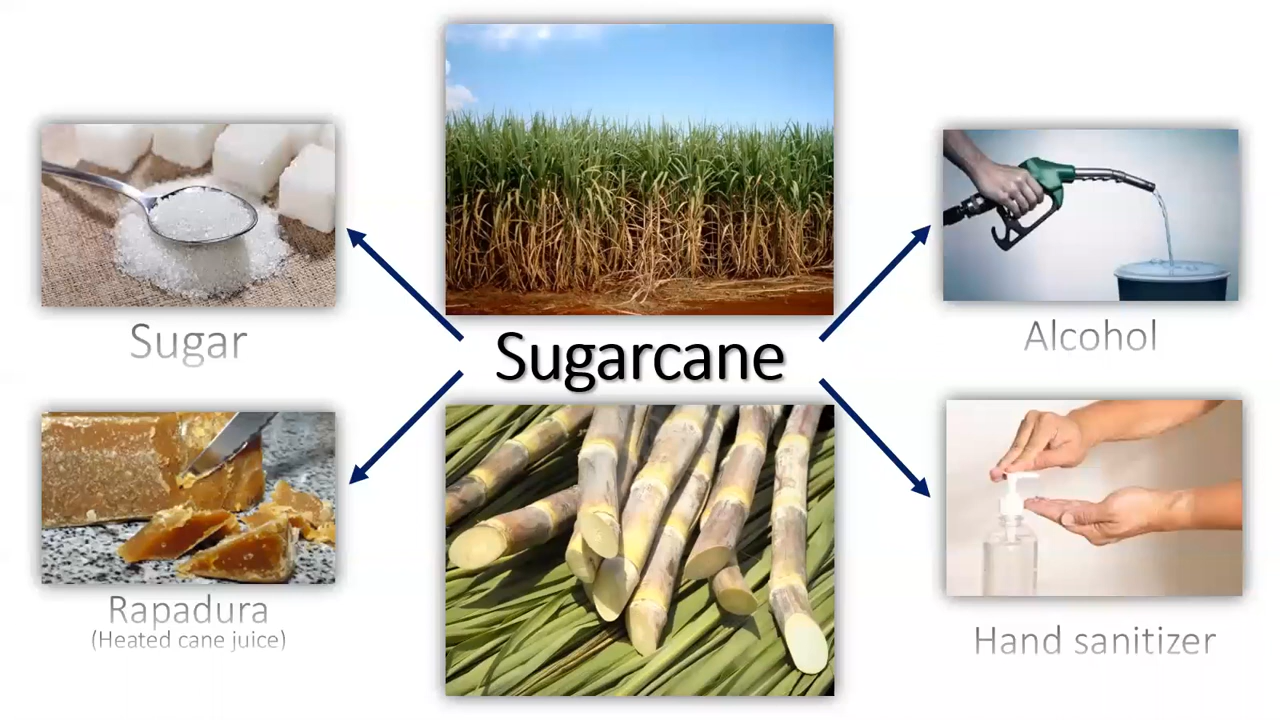 Sugarcane
Sugar
Alcohol
Rapadura
(Heated cane juice)
Hand sanitizer